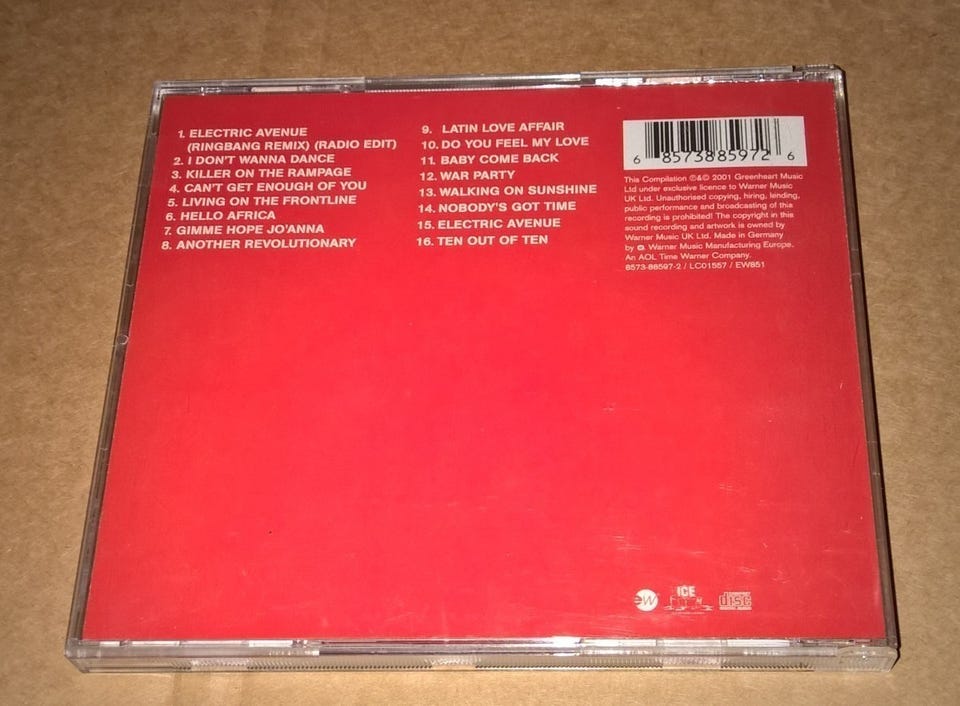 1. ELECTRIC AVENUE
(RINGBANG REMIX) (RADIO EDIT)
2. I DON'T WANNA DANCE
3. KILLER ON THE RAMPAGE
4. CAN'T GET ENOUGH OF YOU
5. LIVING ON THE FRONTLINE
6. HELLO AFRICA
7. GIMME HOPE JO'ANNA
8. ANOTHER REVOLUTIONARY
9. LATIN LOVE AFFAIR
10. DO YOU FEEL MY LOVE
11. BABY COME BACK
12. WAR PARTY
13. WALKING ON SUNSHINE
14. NOBODY'S GOT TIME
15. ELECTRIC AVENUE
16. TEN OUT OF TEN
6 85738 85972 6
This Compilation ℗&© 2001 Greenheart Music
Ltd under exclusive licence to Warner Music
UK Ltd. Unauthorised copying, hiring, lending,
public performance and broadcasting of this
recording is prohibited! The copyright in this
sound recording and artwork is owned by
Warner Music UK Ltd. Made in Germany
by Warner Music Manufacturing Europe.
An AOL Time Warner Company.
8573-88597-2 / LC01557 / EW851
ew
ICE
disc